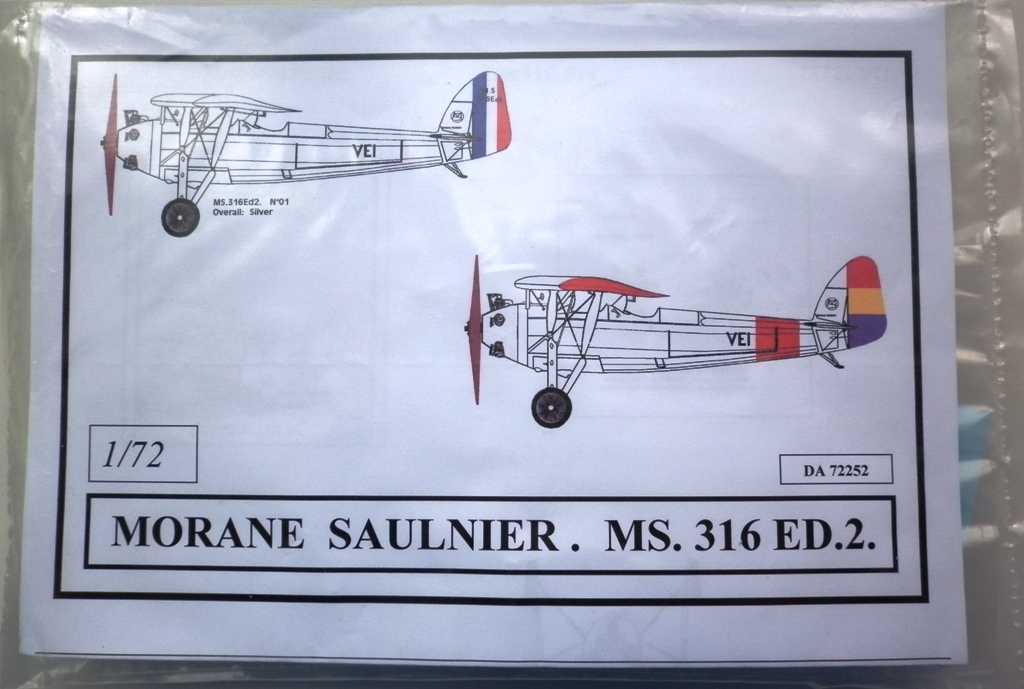 VEI
MS.316Ed2. N°01
Overall: Silver
VEI
1/72
DA 72252
MORANE SAULNIER. MS. 316 ED.2.